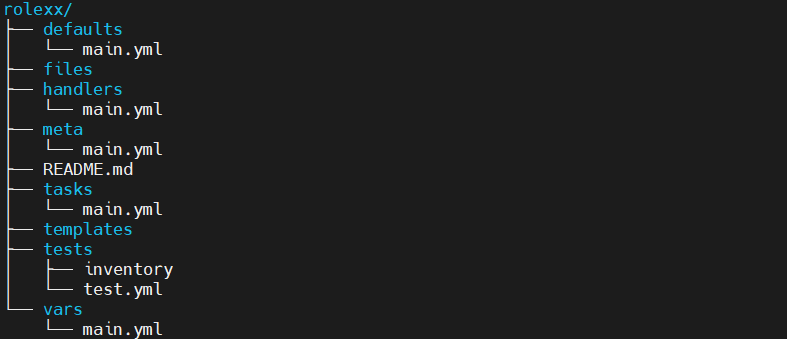 rolexx/
├── defaults
│   └── main.yml
├── files
├── handlers
│   └── main.yml
├── meta
│   └── main.yml
├── README.md
├── tasks
│   └── main.yml
├── templates
├── tests
│   ├── inventory
│   └── test.yml
└── vars
    └── main.yml